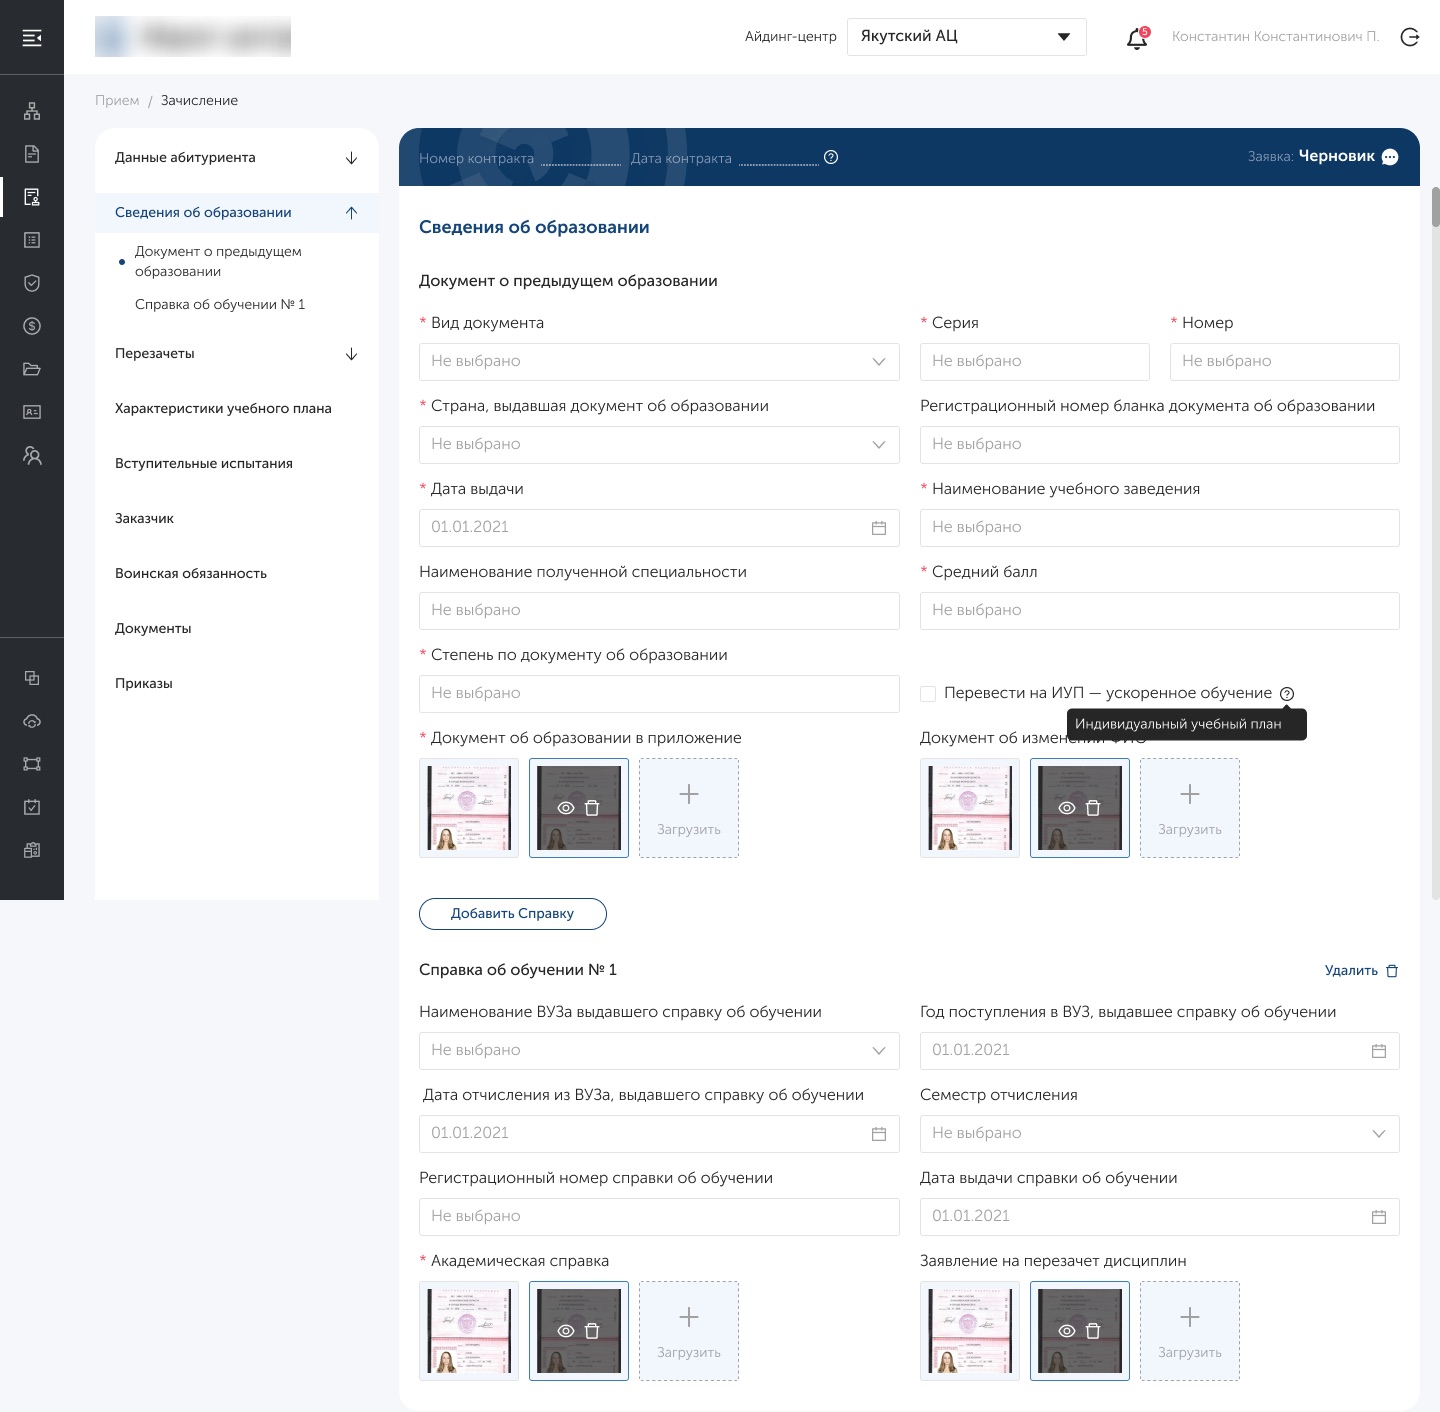 Айдинг-центр
Якутский АЦ
5
Константин Константинович П.
Прием / Зачисление
Данные абитуриента
Сведения об образовании
Документ о предыдущем
образовании
Справка об обучении № 1
Перезачеты
Характеристики учебного плана
Вступительные испытания
Заказчик
Воинская обязанность
Документы
Приказы
Номер контракта
Дата контракта
Заявка: Черновик
Сведения об образовании
Документ о предыдущем образовании
* Вид документа
* Серия
* Номер
Не выбрано
Не выбрано
Не выбрано
* Страна, выдавшая документ об образовании
Регистрационный номер бланка документа об образовании
Не выбрано
Не выбрано
* Дата выдачи
* Наименование учебного заведения
01.01.2021
Не выбрано
Наименование полученной специальности
* Средний балл
Не выбрано
Не выбрано
* Степень по документу об образовании
Не выбрано
Перевести на ИУП — ускоренное обучение
Индивидуальный учебный план
* Документ об образовании в приложение
Документ об изменении ФИО
Загрузить
Загрузить
Добавить Справку
Справка об обучении № 1
Удалить
Наименование ВУЗа выдавшего справку об обучении
Год поступления в ВУЗ, выдавшее справку об обучении
Не выбрано
01.01.2021
Дата отчисления из ВУЗа, выдавшего справку об обучении
Семестр отчисления
01.01.2021
Не выбрано
Регистрационный номер справки об обучении
Дата выдачи справки об обучении
Не выбрано
01.01.2021
* Академическая справка
Заявление на перезачет дисциплин
Загрузить
Загрузить